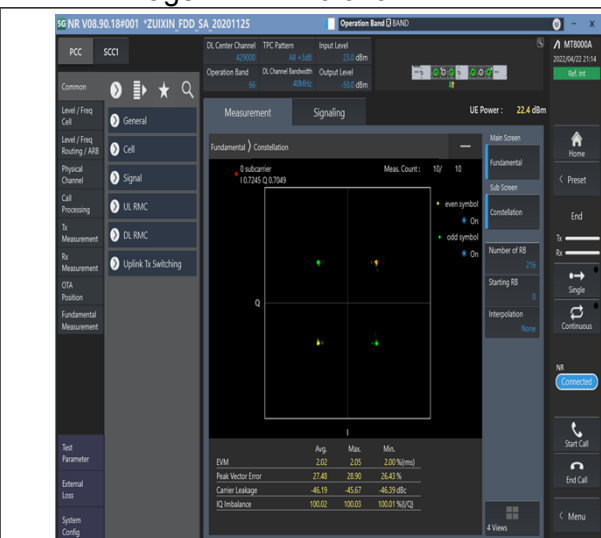 5G NR V08.90.18#001 *ZUIXIN_FDD_SA_20201125
Operation Band BAND
PCC SCC1
DL Center Channel TPC Pattern Input Level
429000 All +3dB 23.0 dBm
Operation Band DL Channel Bandwidth Output Level
66 40MHz -50.0 dBm
MT8000A
2022/04/22 21:14
Ref. Int
Common
Level / Freq
Cell
Level / Freq
Routing / ARB
Physical
Channel
Call
Processing
Tx
Measurement
Rx
Measurement
OTA
Position
Fundamental
Measurement
Test
Parameter
External
Loss
System
Config
General
Cell
Signal
UL RMC
DL RMC
Uplink Tx Switching
Measurement Signaling UE Power : 22.4 dBm
Fundamental Constellation
0 subcarrier Meas. Count : 10/ 10
I 0.7245 Q 0.7049
even symbol
On
odd symbol
On
Q
I
Avg. Max. Min.
EVM 2.02 2.05 2.00 %(rms)
Peak Vector Error 27.48 28.90 26.43 %
Carrier Leakage -46.19 -45.67 -46.39 dBc
IQ Imbalance 100.02 100.03 100.01 %(I/Q)
Main Screen
Fundamental
Sub Screen
Constellation
Number of RB
216
Starting RB
0
Interpolation
None
4 Views
Home
Preset
End
Tx
Rx
Single
Continuous
NR
Connected
Start Call
End Call
Menu